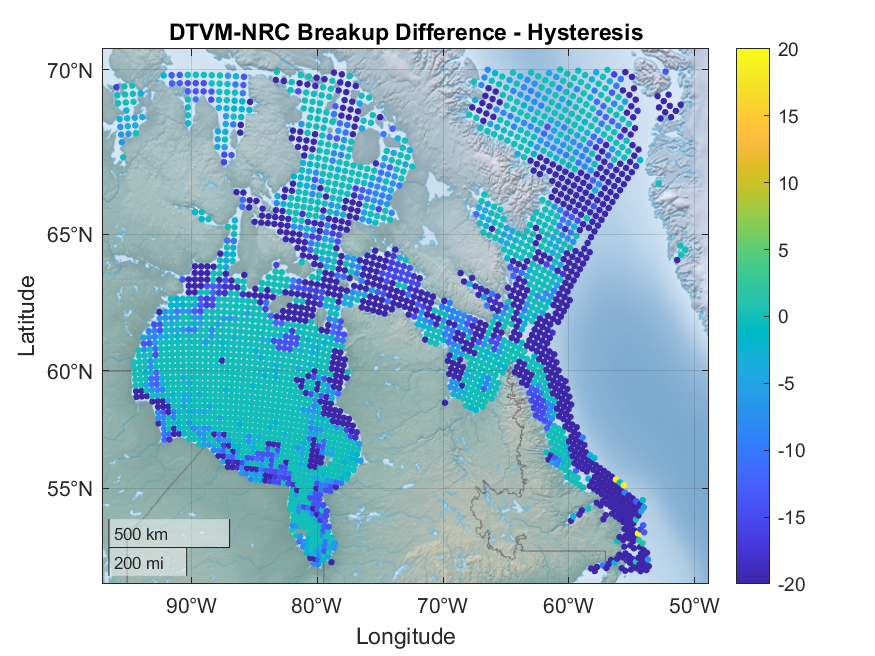 DTVM-NRC Breakup Difference - Hysteresis
70°N
65°N
60°N
55°N
Latitude
500 km
200 mi
90°W
80°W
70°W
60°W
50°W
Longitude
20
15
10
5
0
-5
-10
-15
-20